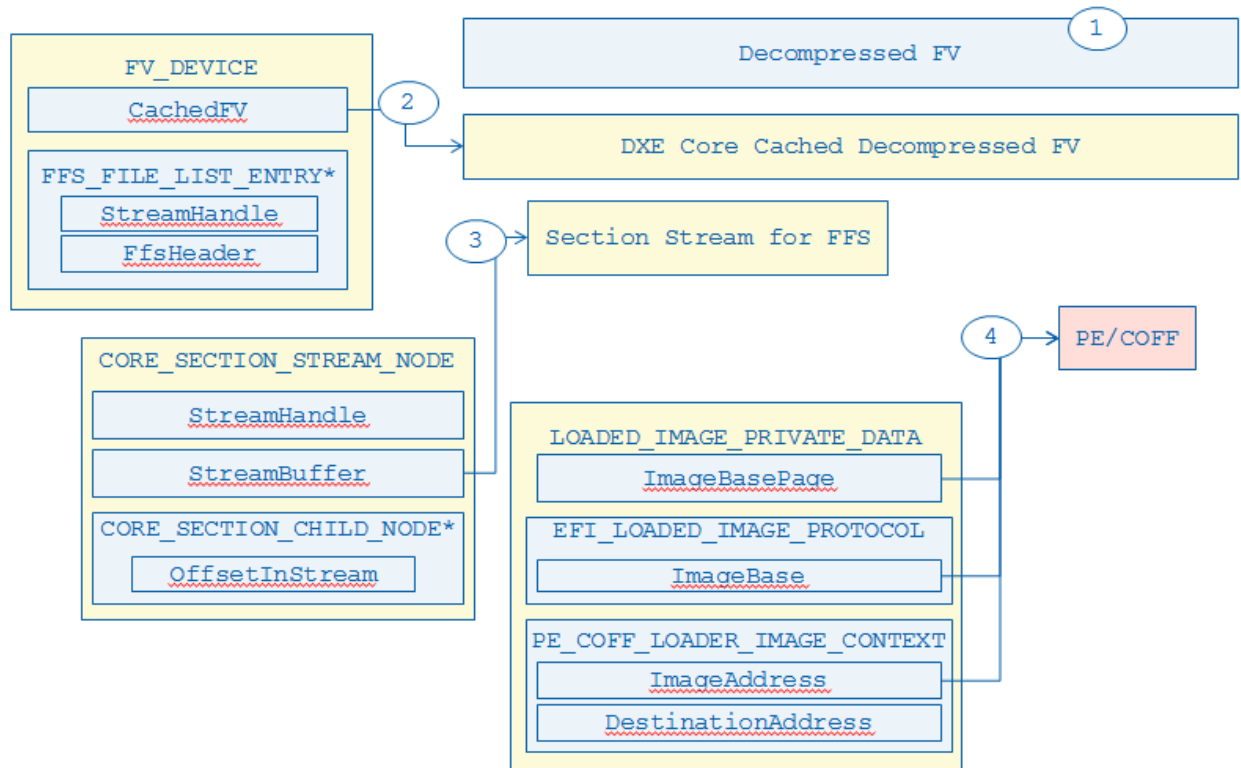 1
Decompressed FV
FV_DEVICE
CachedFV
2
DXE Core Cached Decompressed FV
FFS_FILE_LIST_ENTRY*
StreamHandle
FfsHeader
3
Section Stream for FFS
4
PE/COFF
CORE_SECTION_STREAM_NODE
StreamHandle
StreamBuffer
CORE_SECTION_CHILD_NODE*
OffsetInStream
LOADED_IMAGE_PRIVATE_DATA
ImageBasePage
EFI_LOADED_IMAGE_PROTOCOL
ImageBase
PE_COFF_LOADER_IMAGE_CONTEXT
ImageAddress
DestinationAddress